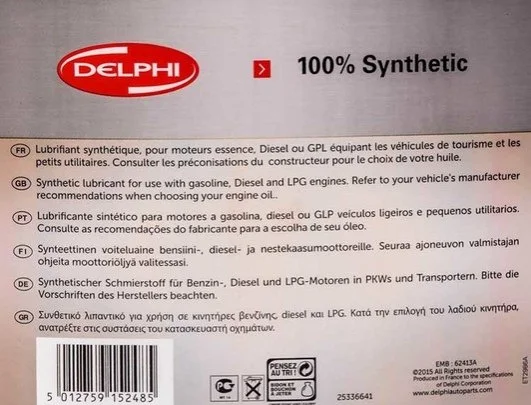 DELPHI
100% Synthetic
FR Lubrifiant synthétique, pour moteurs essence, Diesel ou GPL équipant les véhicules de tourisme et les
petits utilitaires. Consulter les préconisations du constructeur pour le choix de votre huile.
GB Synthetic lubricant for use with gasoline, Diesel and LPG engines. Refer to your vehicle's manufacturer
recommendations when choosing your engine oil..
PT Lubrificante sintético para motores a gasolina, diesel ou GLP veículos ligeiros e pequenos utilitarios.
Consulte as recomendações do fabricante para a escolha de seu óleo.
FI Synteettinen voiteluaine bensiini-, diesel- ja nestekaasumoottoreille. Seuraa ajoneuvon valmistajan
ohjeita moottoriöljyä valitessasi.
DE Synthetischer Schmierstoff für Benzin-, Diesel und LPG-Motoren in PKWs und Transportern. Bitte die
Vorschriften des Herstellers beachten.
GR Συνθετικό λιπαντικό για χρήση σε κινητήρες βενζίνης, diesel και LPG. Κατά την επιλογή του λαδιού κινητήρα,
ανατρέξτε στις συστάσεις του κατασκευαστή οχημάτων.
5 012759 152485
PENSEZ
AU TRI !
BIDON ET
BOUCHON
À JETER
25336641
EMB : 62413A
©2015 All Rights reserved
Produced in France to the specifications
of Delphi Corporation
www.delphiautoparts.com
ET2986A